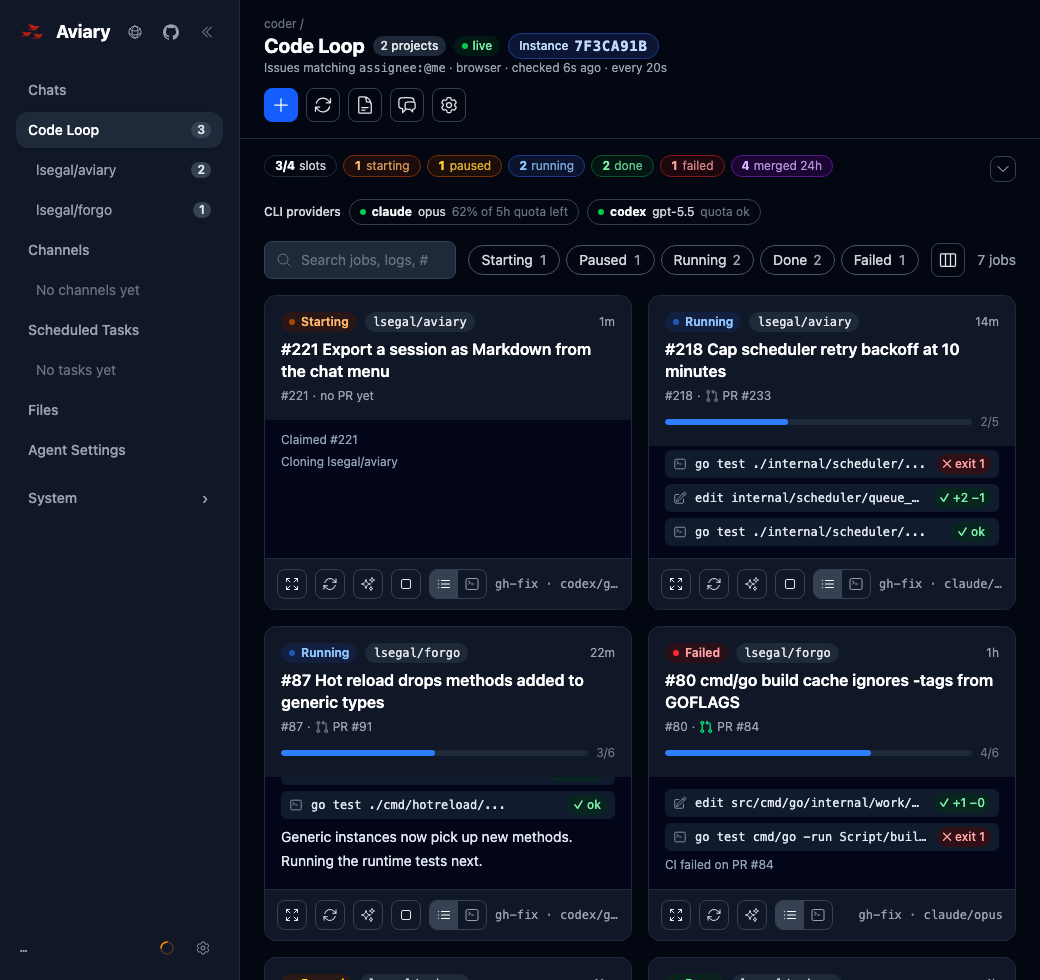 Aviary
Chats
Code Loop 3
lsegal/aviary 2
lsegal/forgo 1
Channels
No channels yet
Scheduled Tasks
No tasks yet
Files
Agent Settings
System
…
coder /
Code Loop 2 projects live Instance 7F3CA91B
Issues matching assignee:@me · browser · checked 6s ago · every 20s
3/4 slots 1 starting 1 paused 2 running 2 done 1 failed 4 merged 24h
CLI providers claude opus 62% of 5h quota left codex gpt-5.5 quota ok
Search jobs, logs, # Starting 1 Paused 1 Running 2 Done 2 Failed 1 7 jobs
Starting lsegal/aviary 1m
#221 Export a session as Markdown from
the chat menu
#221 · no PR yet
Claimed #221
Cloning lsegal/aviary
gh-fix · codex/g…
Running lsegal/aviary 14m
#218 Cap scheduler retry backoff at 10
minutes
#218 · PR #233
2/5
go test ./internal/scheduler/... ✕ exit 1
edit internal/scheduler/queue_… ✓ +2 −1
go test ./internal/scheduler/... ✓ ok
gh-fix · claude/…
Running lsegal/forgo 22m
#87 Hot reload drops methods added to
generic types
#87 · PR #91
3/6
go test ./cmd/hotreload/... ✓ ok
Generic instances now pick up new methods.
Running the runtime tests next.
gh-fix · codex/g…
Failed lsegal/forgo 1h
#80 cmd/go build cache ignores -tags from
GOFLAGS
#80 · PR #84
4/6
edit src/cmd/go/internal/work/… ✓ +1 −0
go test cmd/go -run Script/buil… ✕ exit 1
CI failed on PR #84
gh-fix · claude/opus